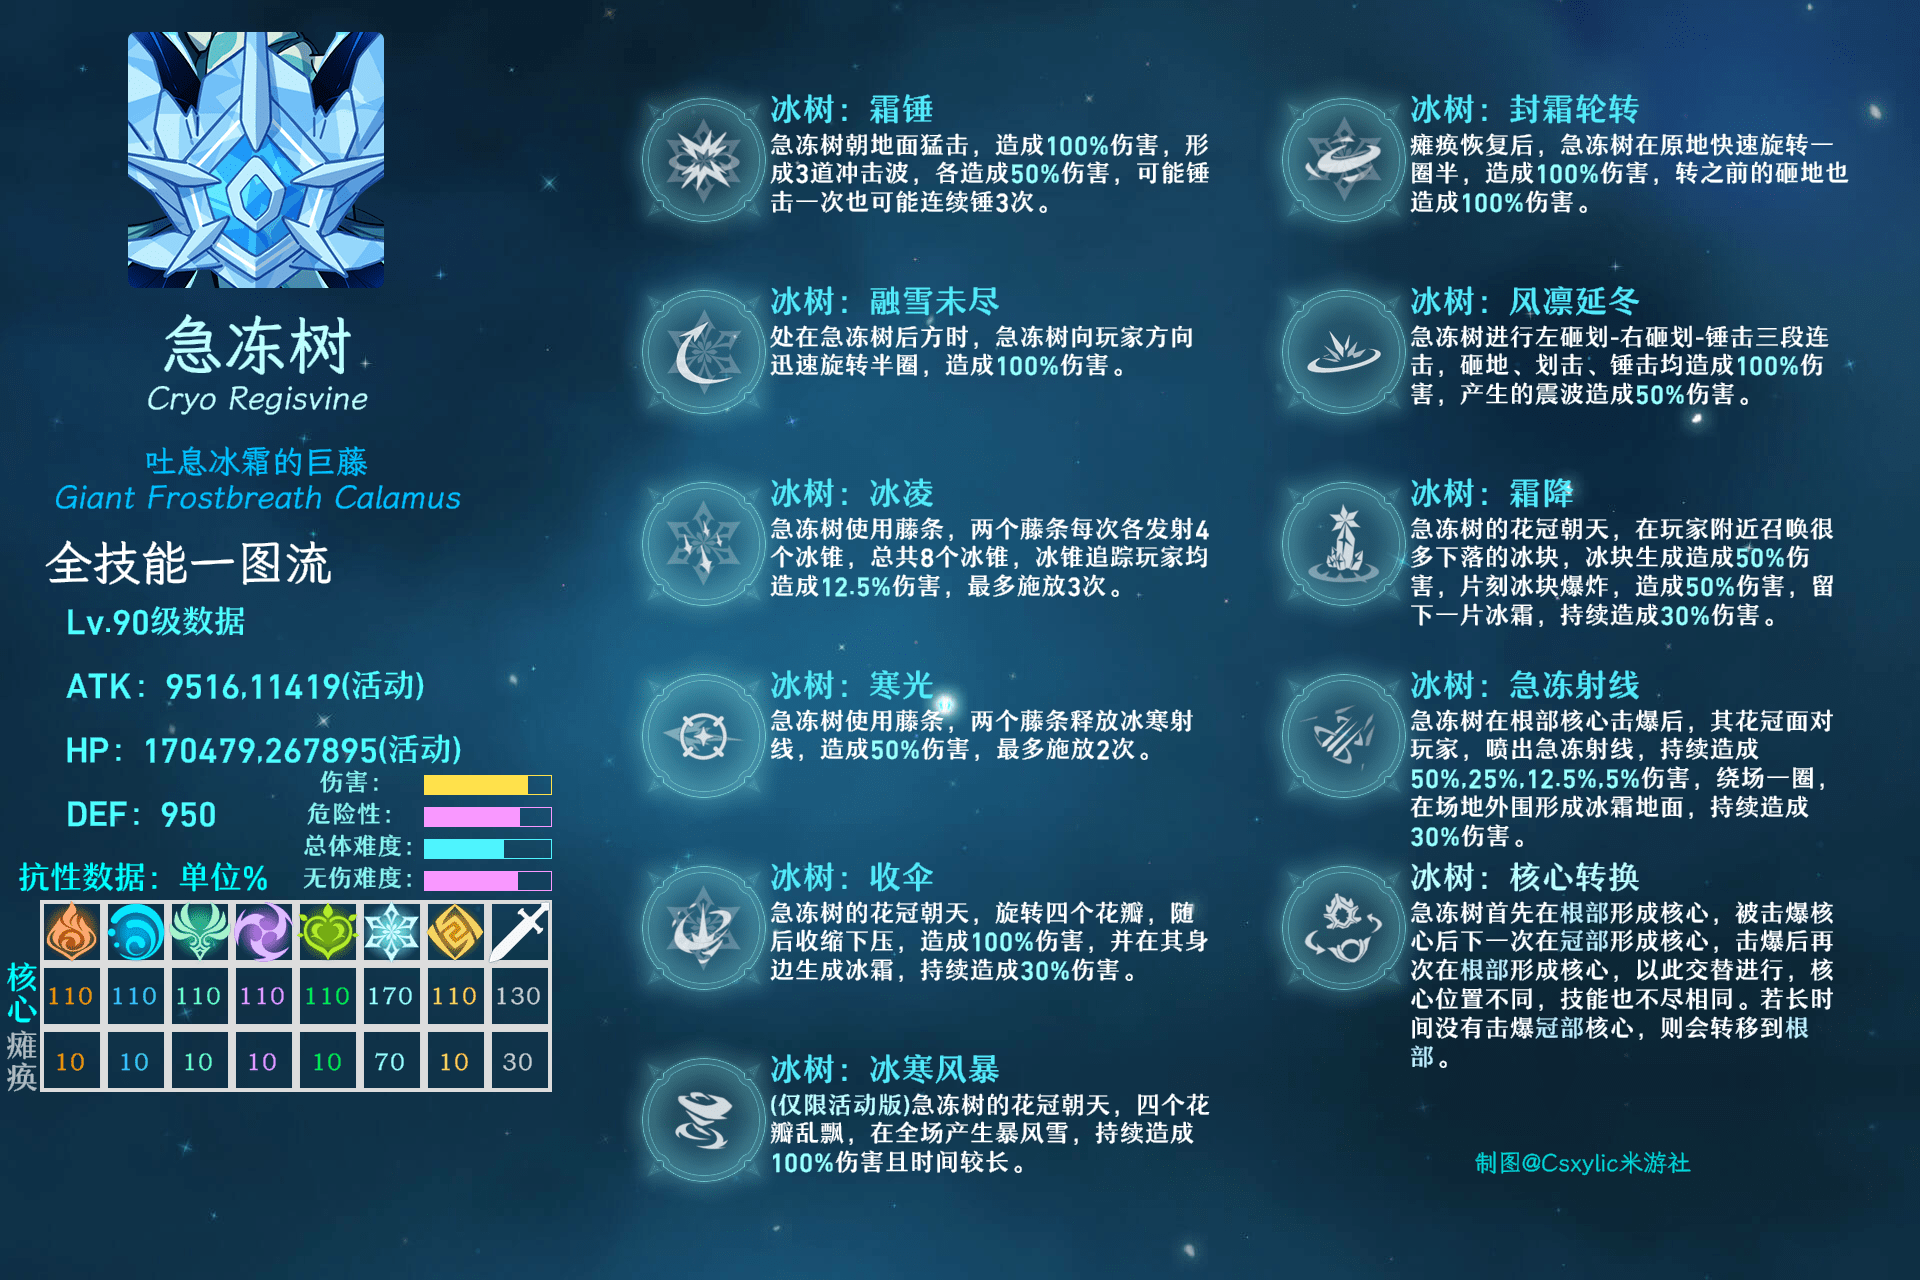 急冻树
Cryo Regisvine
吐息冰霜的巨藤
Giant Frostbreath Calamus
全技能一图流
Lv.90级数据
ATK：9516,11419(活动)
HP：170479,267895(活动)
DEF：950
伤害：
危险性：
总体难度：
无伤难度：
抗性数据：单位%
核心 110 110 110 110 110 170 110 130
瘫痪 10 10 10 10 10 70 10 30
冰树：霜锤
急冻树朝地面猛击，造成100%伤害，形
成3道冲击波，各造成50%伤害，可能锤
击一次也可能连续锤3次。
冰树：融雪未尽
处在急冻树后方时，急冻树向玩家方向
迅速旋转半圈，造成100%伤害。
冰树：冰凌
急冻树使用藤条，两个藤条每次各发射4
个冰锥，总共8个冰锥，冰锥追踪玩家均
造成12.5%伤害，最多施放3次。
冰树：寒光
急冻树使用藤条，两个藤条释放冰寒射
线，造成50%伤害，最多施放2次。
冰树：收伞
急冻树的花冠朝天，旋转四个花瓣，随
后收缩下压，造成100%伤害，并在其身
边生成冰霜，持续造成30%伤害。
冰树：冰寒风暴
(仅限活动版)急冻树的花冠朝天，四个花
瓣乱飘，在全场产生暴风雪，持续造成
100%伤害且时间较长。
冰树：封霜轮转
瘫痪恢复后，急冻树在原地快速旋转一
圈半，造成100%伤害，转之前的砸地也
造成100%伤害。
冰树：风凛延冬
急冻树进行左砸划-右砸划-锤击三段连
击，砸地、划击、锤击均造成100%伤
害，产生的震波造成50%伤害。
冰树：霜降
急冻树的花冠朝天，在玩家附近召唤很
多下落的冰块，冰块生成造成50%伤
害，片刻冰块爆炸，造成50%伤害，留
下一片冰霜，持续造成30%伤害。
冰树：急冻射线
急冻树在根部核心击爆后，其花冠面对
玩家，喷出急冻射线，持续造成
50%,25%,12.5%,5%伤害，绕场一圈，
在场地外围形成冰霜地面，持续造成
30%伤害。
冰树：核心转换
急冻树首先在根部形成核心，被击爆核
心后下一次在冠部形成核心，击爆后再
次在根部形成核心，以此交替进行，核
心位置不同，技能也不尽相同。若长时
间没有击爆冠部核心，则会转移到根
部。
制图@Csxylic米游社